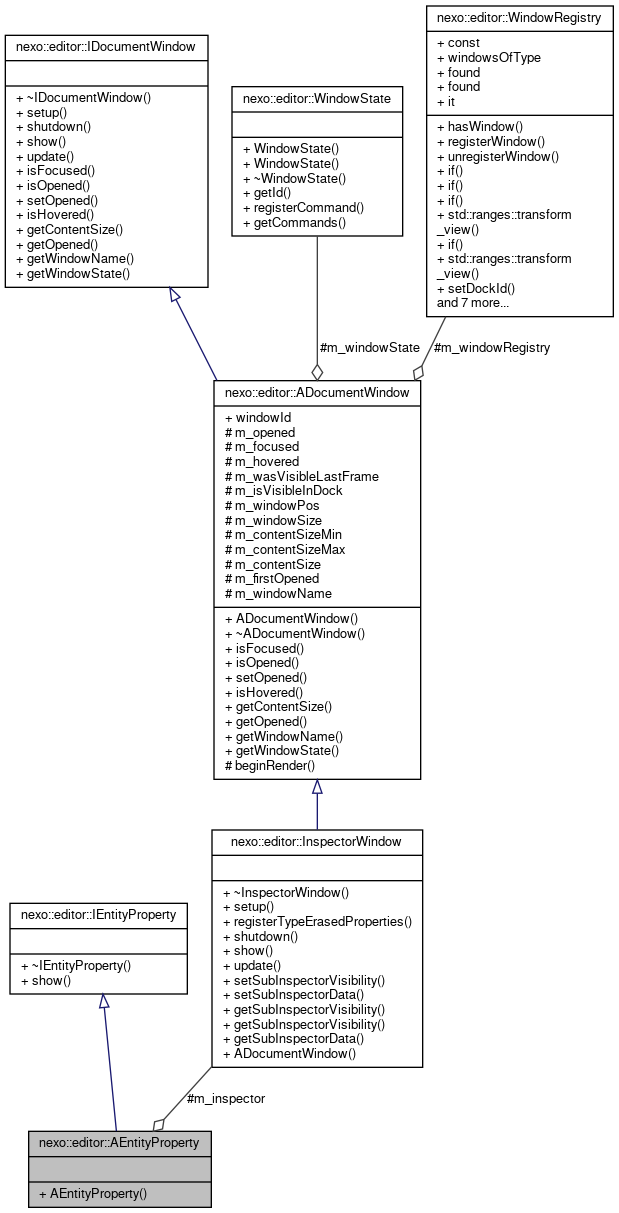 nexo::editor::WindowRegistry
+ const
+ windowsOfType
+ found
+ found
+ it
+ hasWindow()
+ registerWindow()
+ unregisterWindow()
+ if()
+ if()
+ if()
+ std::ranges::transform
_view()
+ if()
+ std::ranges::transform
_view()
+ setDockId()
and 7 more...
nexo::editor::IDocumentWindow
+ ~IDocumentWindow()
+ setup()
+ shutdown()
+ show()
+ update()
+ isFocused()
+ isOpened()
+ setOpened()
+ isHovered()
+ getContentSize()
+ getOpened()
+ getWindowName()
+ getWindowState()
nexo::editor::WindowState
+ WindowState()
+ WindowState()
+ ~WindowState()
+ getId()
+ registerCommand()
+ getCommands()
#m_windowState
#m_windowRegistry
nexo::editor::ADocumentWindow
+ windowId
# m_opened
# m_focused
# m_hovered
# m_wasVisibleLastFrame
# m_isVisibleInDock
# m_windowPos
# m_windowSize
# m_contentSizeMin
# m_contentSizeMax
# m_contentSize
# m_firstOpened
# m_windowName
+ ADocumentWindow()
+ ~ADocumentWindow()
+ isFocused()
+ isOpened()
+ setOpened()
+ isHovered()
+ getContentSize()
+ getOpened()
+ getWindowName()
+ getWindowState()
# beginRender()
nexo::editor::InspectorWindow
+ ~InspectorWindow()
+ setup()
+ registerTypeErasedProperties()
+ shutdown()
+ show()
+ update()
+ setSubInspectorVisibility()
+ setSubInspectorData()
+ getSubInspectorVisibility()
+ getSubInspectorVisibility()
+ getSubInspectorData()
+ ADocumentWindow()
nexo::editor::IEntityProperty
+ ~IEntityProperty()
+ show()
#m_inspector
nexo::editor::AEntityProperty
+ AEntityProperty()